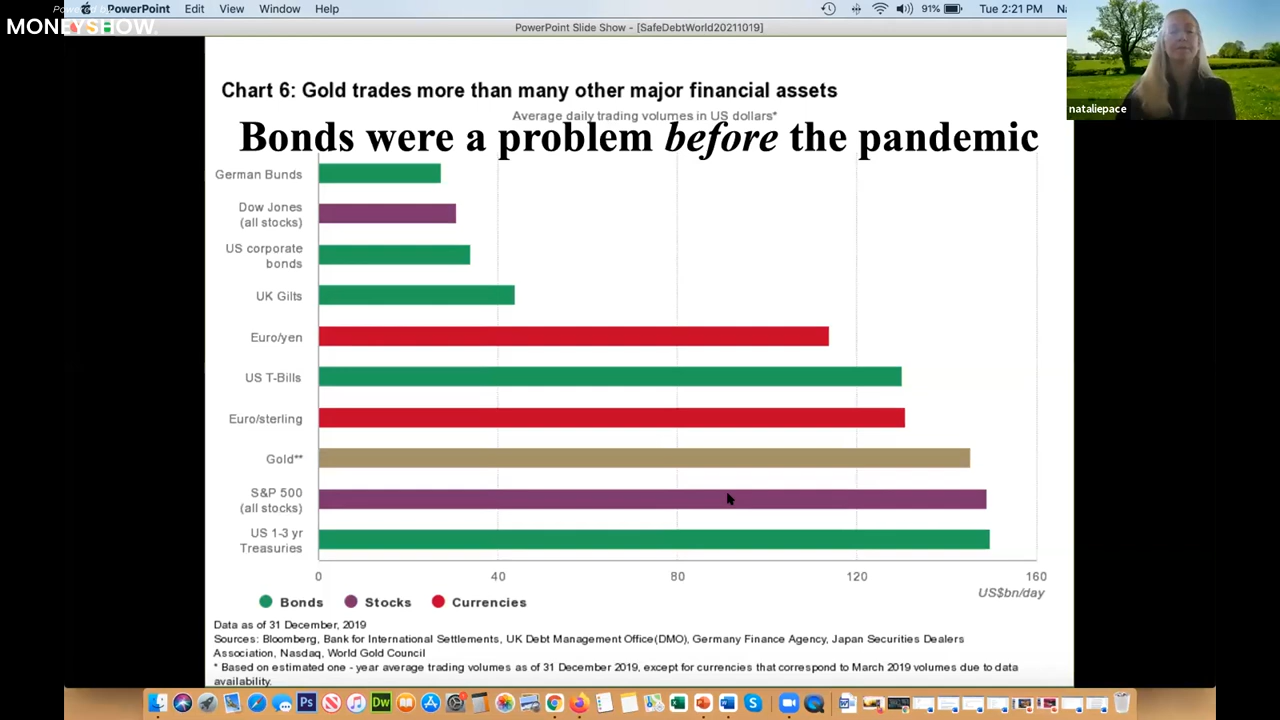 Powered by
MONEYSHOW
PowerPoint Edit View Window Help
91% Tue 2:21 PM Na
PowerPoint Slide Show - [SafeDebtWorld20211019]
nataliepace
Chart 6: Gold trades more than many other major financial assets
Average daily trading volumes in US dollars*
Bonds were a problem before the pandemic
German Bunds
Dow Jones
(all stocks)
US corporate
bonds
UK Gilts
Euro/yen
US T-Bills
Euro/sterling
Gold**
S&P 500
(all stocks)
US 1-3 yr
Treasuries
0 40 80 120 160
US$bn/day
Bonds Stocks Currencies
Data as of 31 December, 2019
Sources: Bloomberg, Bank for International Settlements, UK Debt Management Office(DMO), Germany Finance Agency, Japan Securities Dealers
Association, Nasdaq, World Gold Council
* Based on estimated one - year average trading volumes as of 31 December 2019, except for currencies that correspond to March 2019 volumes due to data
availability.
Ps Dw